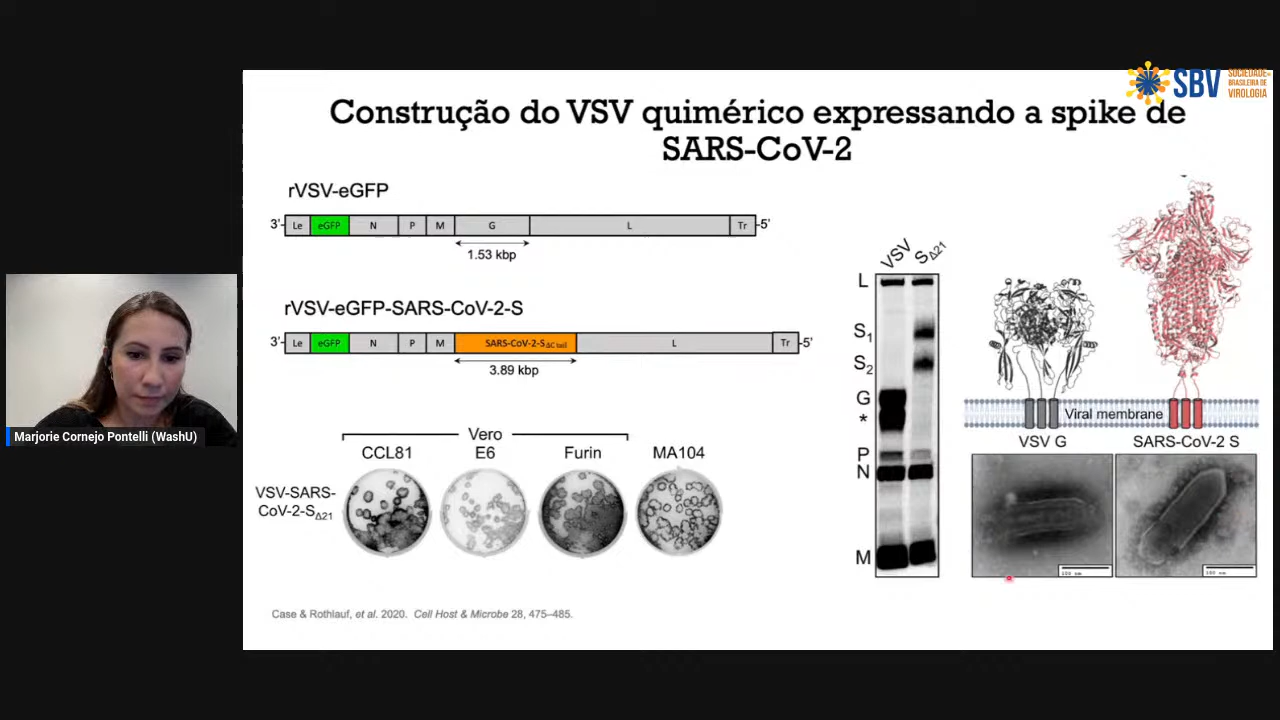 SBV SOCIEDADE
BRASILEIRA DE
VIROLOGIA
Construção do VSV quimérico expressando a spike de
SARS-CoV-2
rVSV-eGFP
3'- Le eGFP N P M G L Tr -5'
1.53 kbp
rVSV-eGFP-SARS-CoV-2-S
3'- Le eGFP N P M SARS-CoV-2-SΔC tail L Tr -5'
3.89 kbp
Vero
CCL81 E6 Furin MA104
VSV-SARS-
CoV-2-SΔ21
VSV SΔ21
L
S1
S2
G
*
P
N
M
Viral membrane
VSV G SARS-CoV-2 S
100 nm
Case & Rothlauf, et al. 2020. Cell Host & Microbe 28, 475–485.
Marjorie Cornejo Pontelli (WashU)